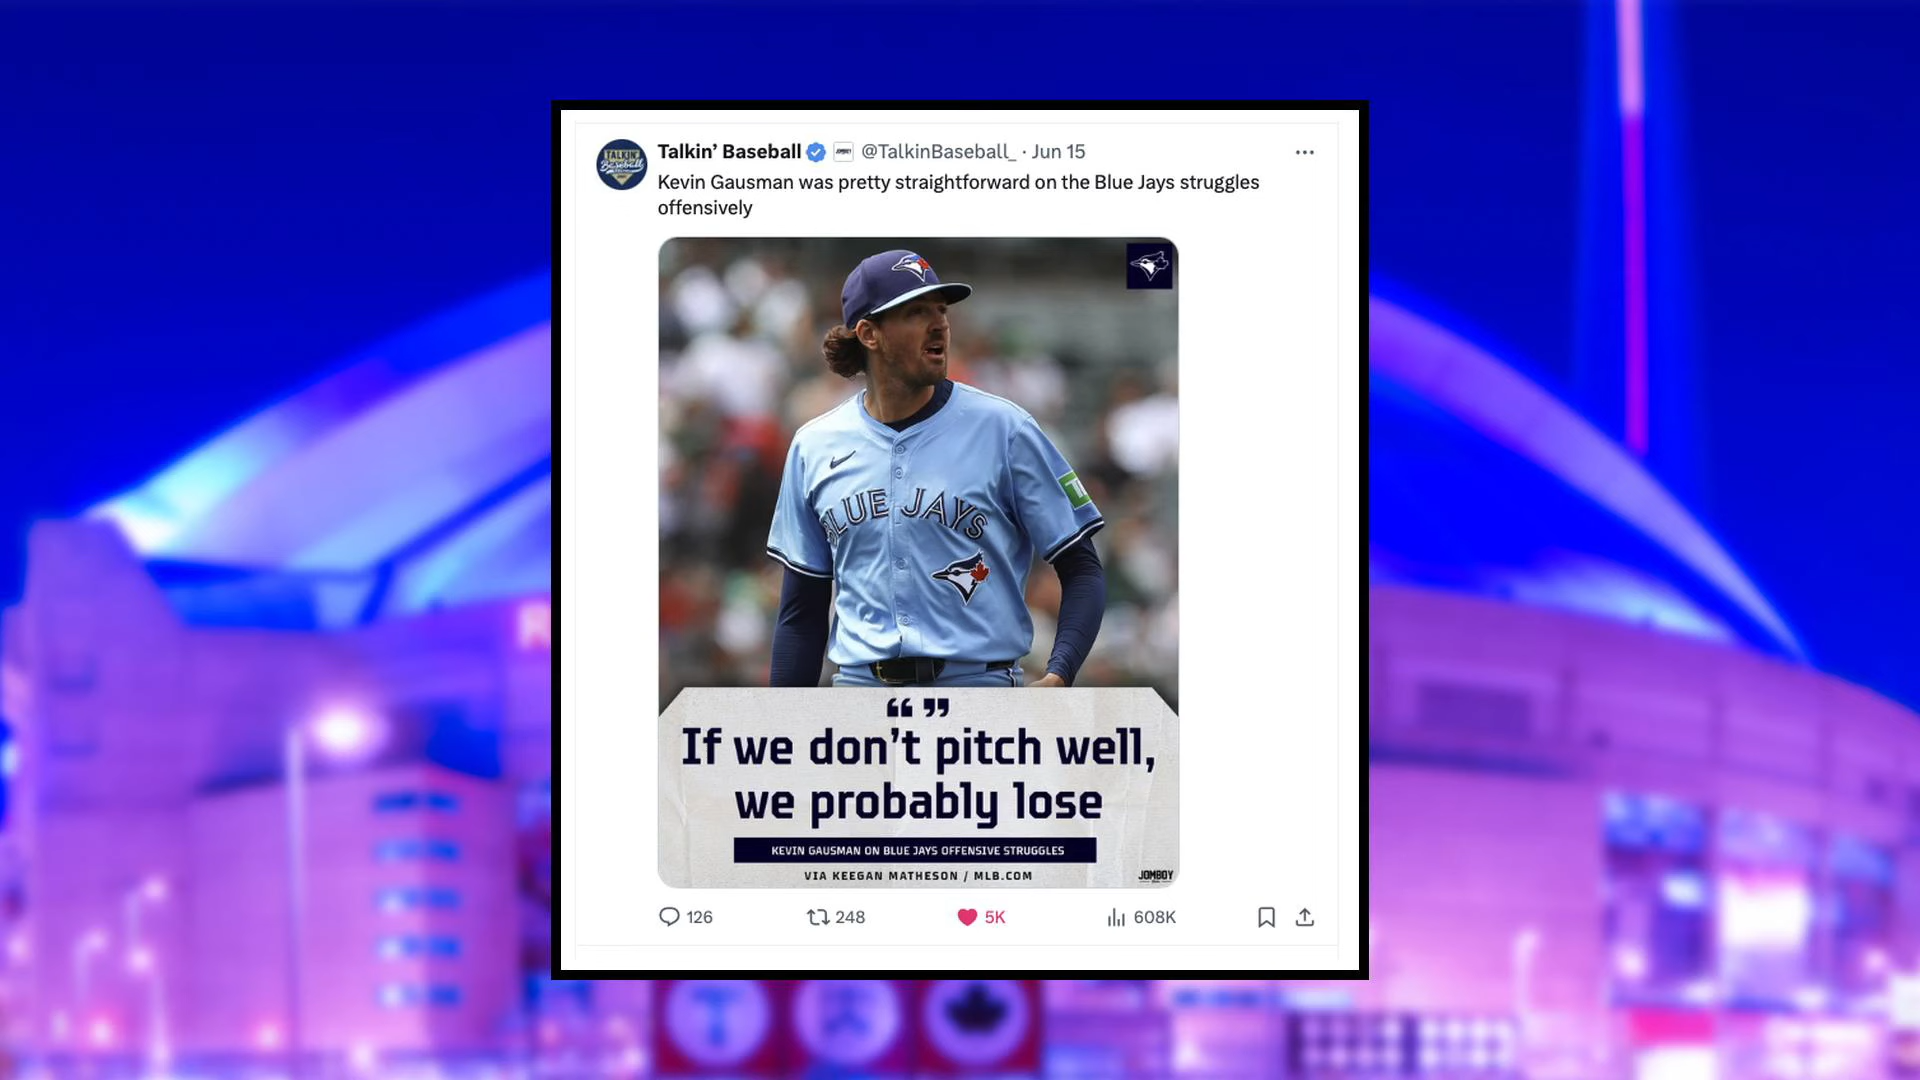 Talkin' Baseball @TalkinBaseball_ · Jun 15
Kevin Gausman was pretty straightforward on the Blue Jays struggles
offensively
BLUE JAYS
“ ”
If we don't pitch well,
we probably lose
KEVIN GAUSMAN ON BLUE JAYS OFFENSIVE STRUGGLES
VIA KEEGAN MATHESON / MLB.COM
JOMBOY
126 248 5K 608K